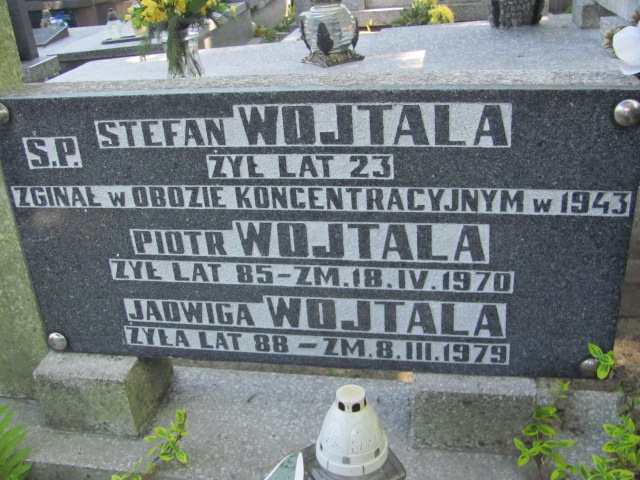 Ś.P. STEFAN WOJTALA
ŻYŁ LAT 23
ZGINAŁ w OBOZIE KONCENTRACYJNYM w 1943
PIOTR WOJTALA
ŻYŁ LAT 85-ZM.18.IV.1970
JADWIGA WOJTALA
ŻYŁA LAT 88-ZM.8.III.1979